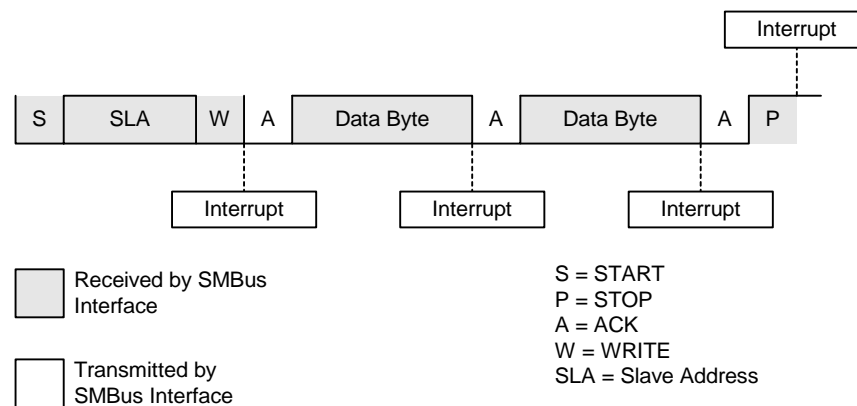 Interrupt
S SLA W A Data Byte A Data Byte A P
Interrupt Interrupt Interrupt
Received by SMBus
Interface
Transmitted by
SMBus Interface
S = START
P = STOP
A = ACK
W = WRITE
SLA = Slave Address